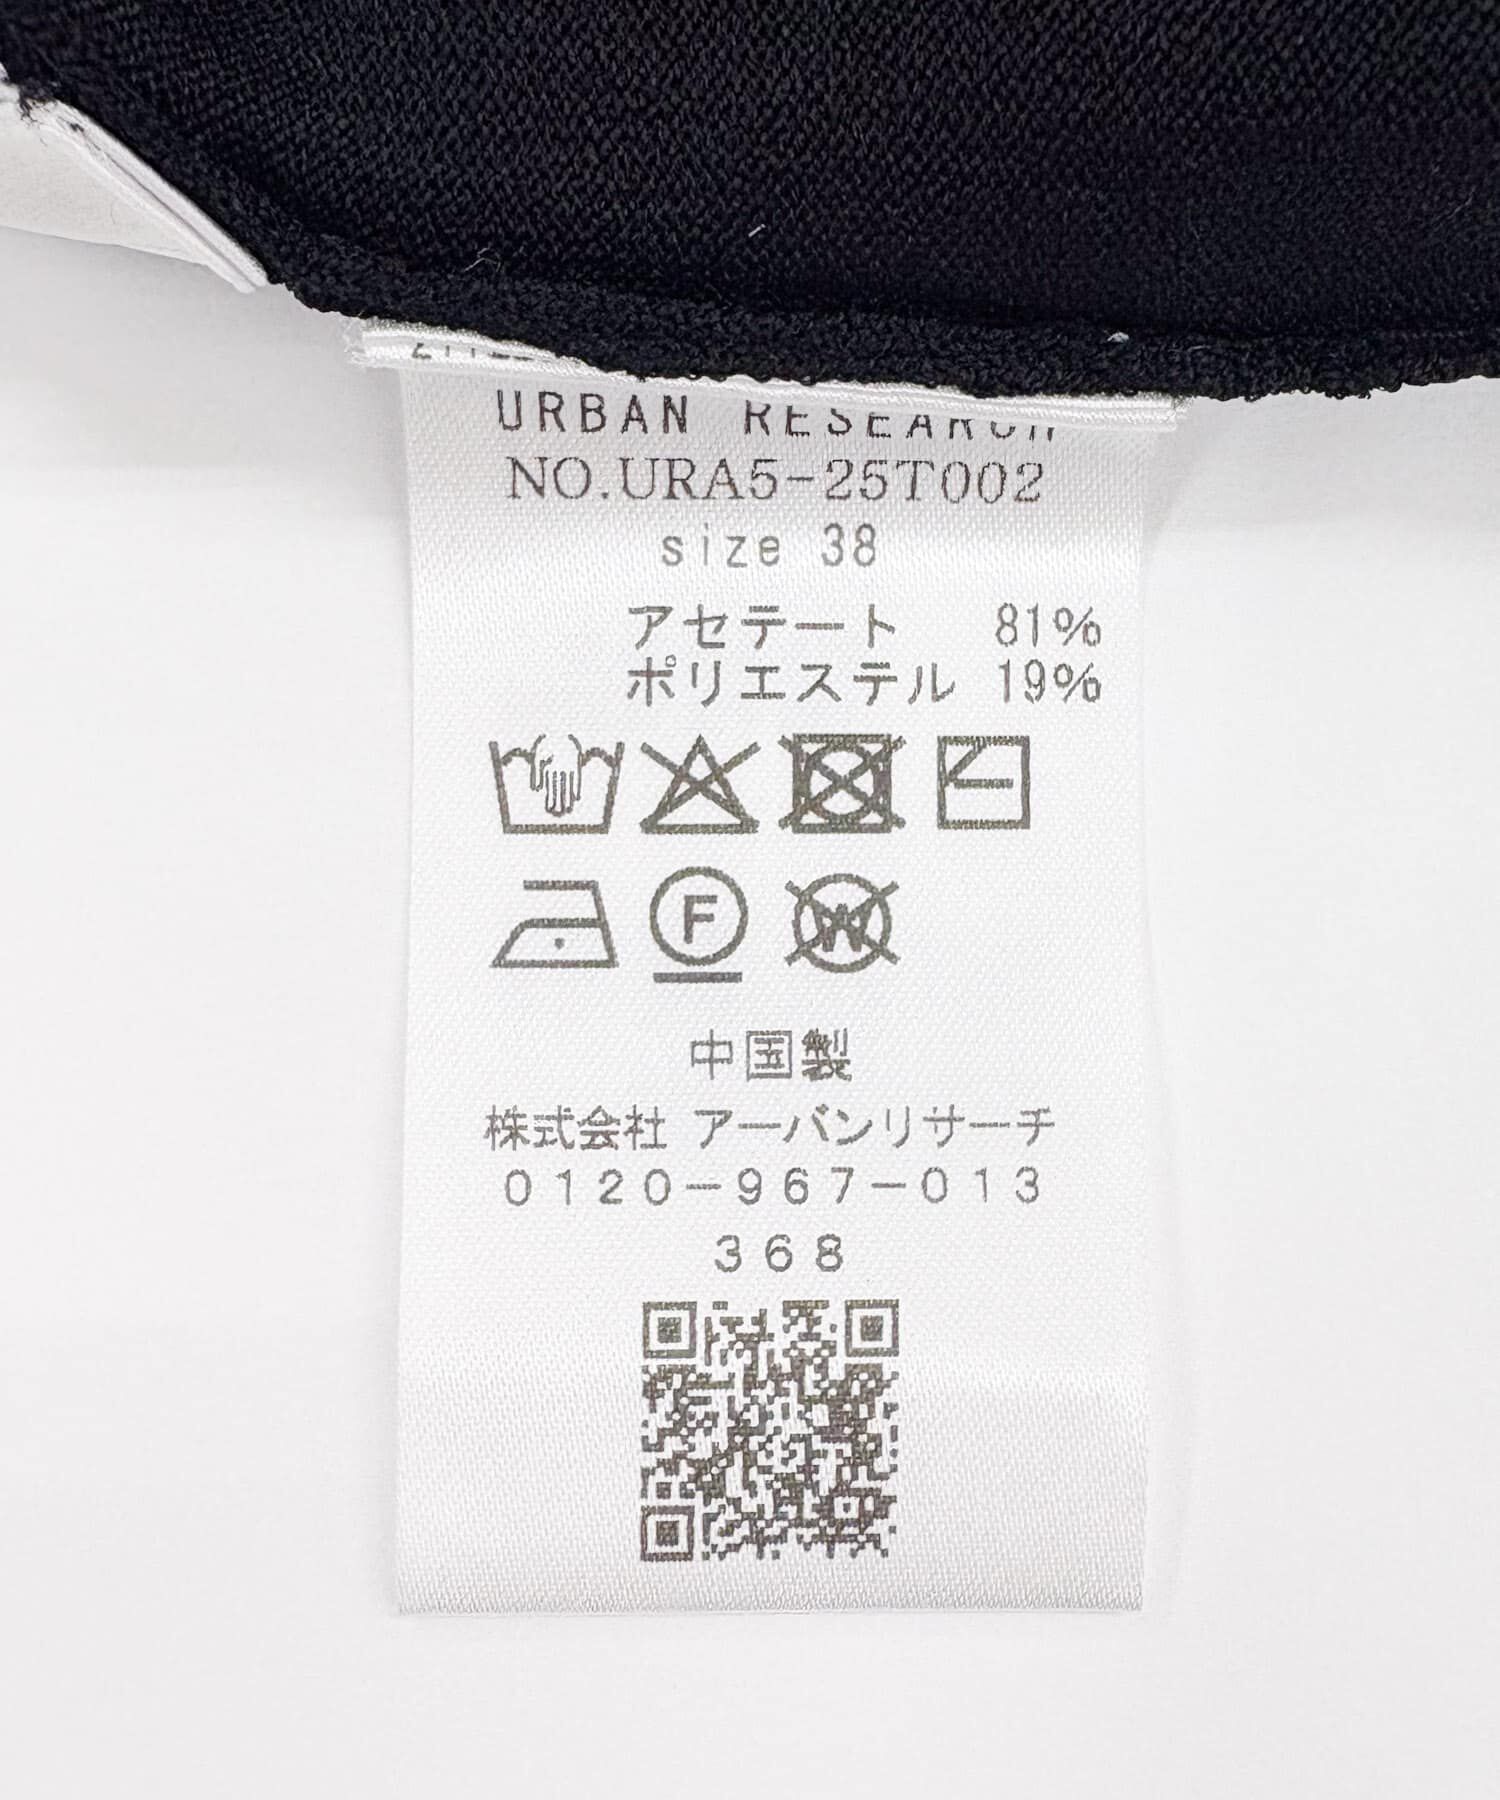 URBAN RESEARCH
NO.URA5-25T002
size 38
アセテート 81%
ポリエステル 19%
F
W
中国製
株式会社 アーバンリサーチ
0120-967-013
368